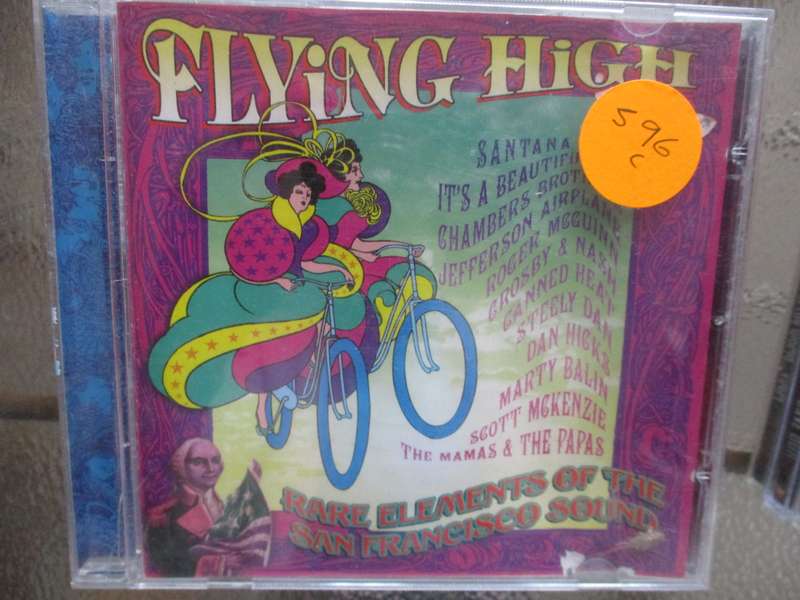 FLYiNG HiGH
596
c
SANTANA
IT'S A BEAUTIF
CHAMBERS BROT
JEFFERSON AIRPLANE
ROGER MCGUINN
CROSBY & NASH
CANNED HEAT
STEELY DAN
DAN HICKS
MARTY BALIN
SCOTT MCKENZIE
THE MAMAS & THE PAPAS
RARE ELEMENTS OF THE
SAN FRANCISCO SOUND